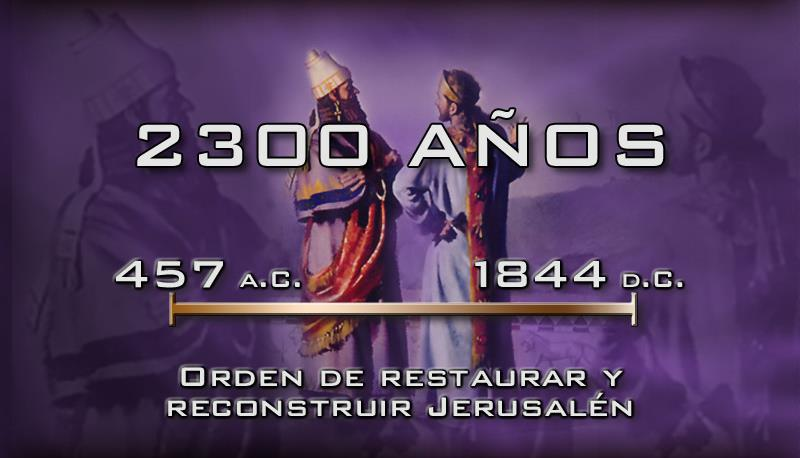 2300 AÑOS
457 A.C. 1844 D.C.
ORDEN DE RESTAURAR Y
RECONSTRUIR JERUSALÉN